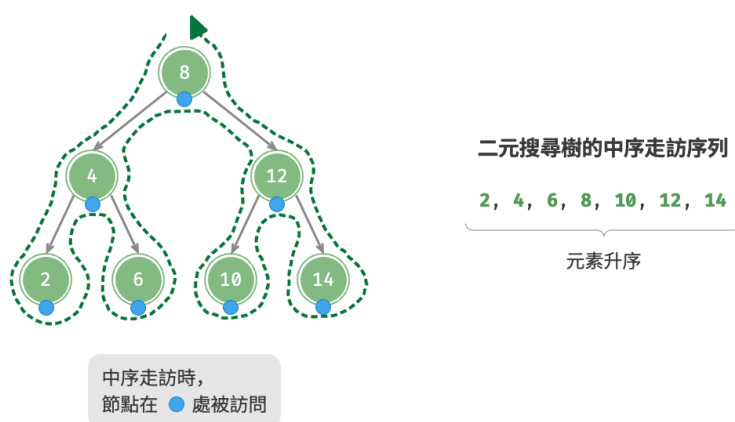 8
4
12
2
6
10
14
二元搜尋樹的中序走訪序列
2, 4, 6, 8, 10, 12, 14
元素升序
中序走訪時，
節點在 處被訪問